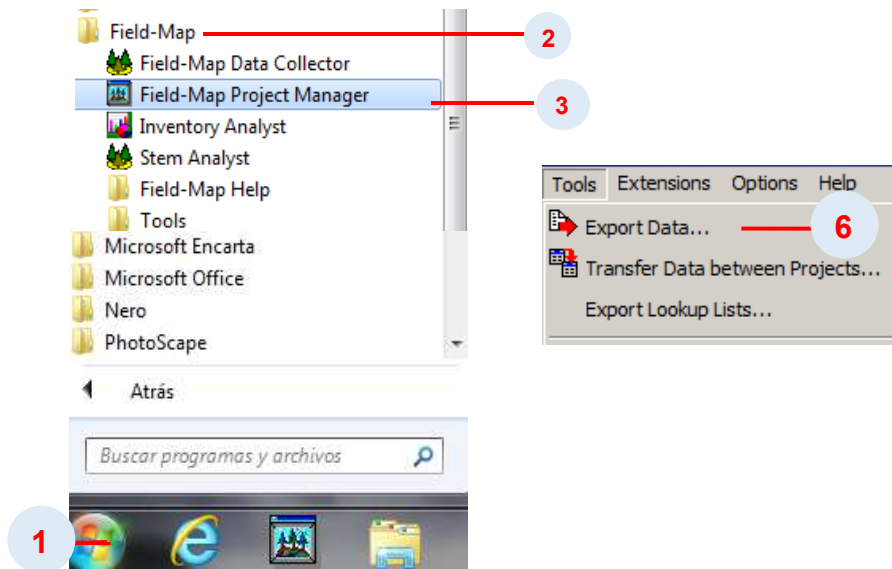 Field-Map
2
Field-Map Data Collector
Field-Map Project Manager
3
Inventory Analyst
Stem Analyst
Field-Map Help
Tools
Microsoft Encarta
Microsoft Office
Nero
PhotoScape
Atrás
Buscar programas y archivos
1
Tools Extensions Options Help
Export Data...
6
Transfer Data between Projects...
Export Lookup Lists...